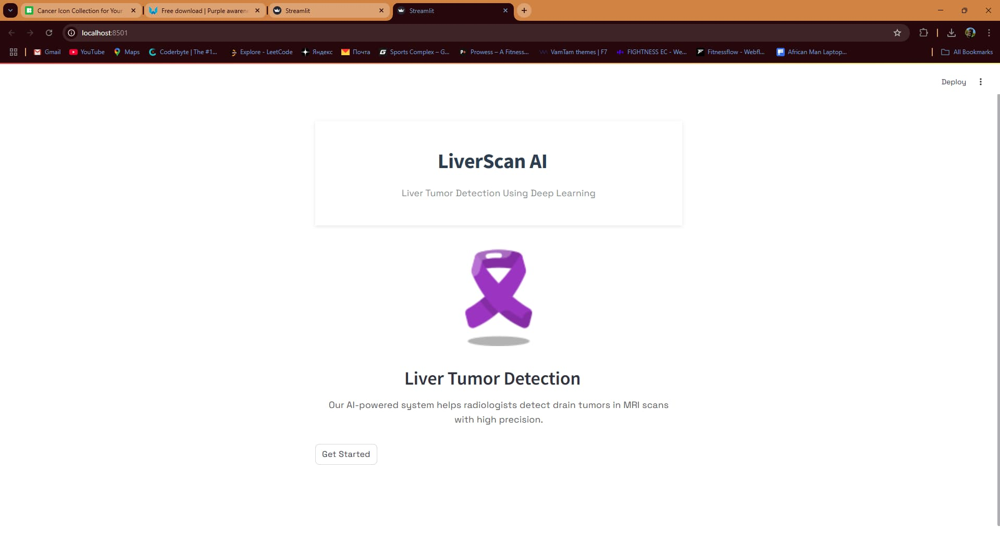 Cancer Icon Collection for Your
Free download | Purple awaren
Streamlit
Streamlit
localhost:8501
Gmail
YouTube
Maps
Coderbyte | The #1...
Explore - LeetCode
Яндекс
Почта
Sports Complex – G...
Prowess – A Fitness...
VamTam themes | F7
FIGHTNESS EC - We...
Fitnessflow - Webfl...
African Man Laptop...
All Bookmarks
Deploy
LiverScan AI
Liver Tumor Detection Using Deep Learning
Liver Tumor Detection
Our AI-powered system helps radiologists detect drain tumors in MRI scans
with high precision.
Get Started